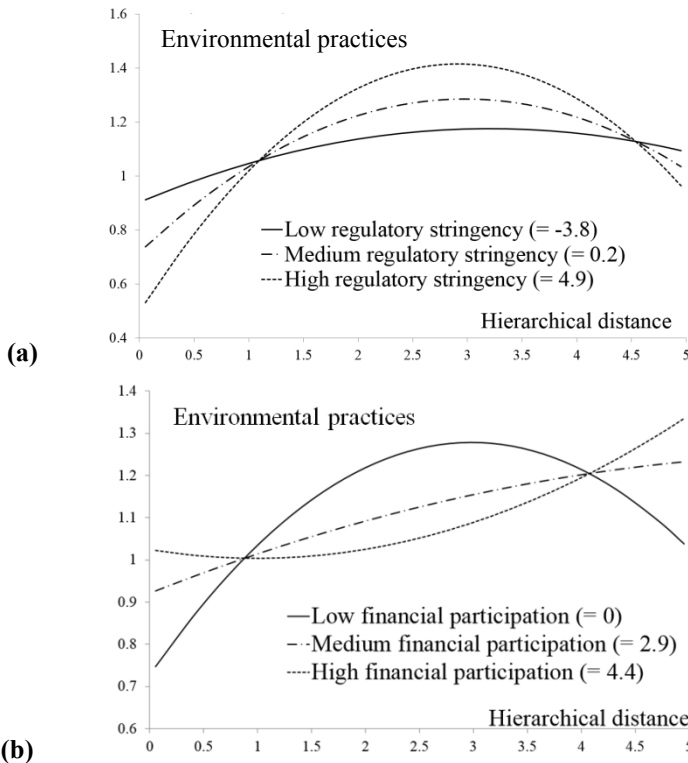 1.6
Environmental practices
1.4
1.2
1
0.8
Low regulatory stringency (= -3.8)
Medium regulatory stringency (= 0.2)
0.6
High regulatory stringency (= 4.9)
Hierarchical distance
0.4
(a)
0 0.5 1 1.5 2 2.5 3 3.5 4 4.5 5
1.4
Environmental practices
1.3
1.2
1.1
1
0.9
Low financial participation (= 0)
Medium financial participation (= 2.9)
0.8
High financial participation (= 4.4)
0.7
Hierarchical distance
0.6
(b)
0 0.5 1 1.5 2 2.5 3 3.5 4 4.5 5